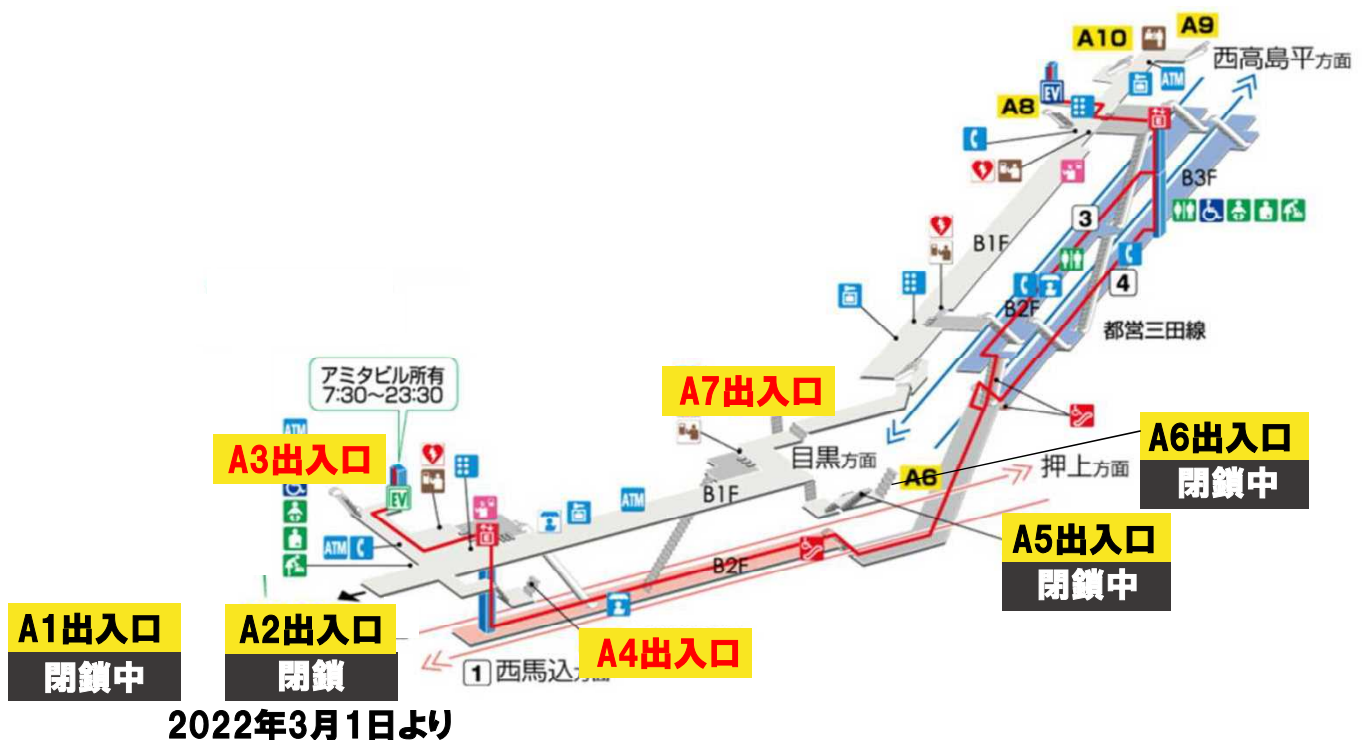 A9
A10
西高島平方面
ATM
EV
A8
B3F
3
B1F
4
B2F
都営三田線
アミタビル所有
7:30~23:30
A7出入口
ATM
A3出入口
目黒方面
A6
押上方面
A6出入口
閉鎖中
EV
ATM
B1F
A5出入口
閉鎖中
ATM
B2F
A1出入口
閉鎖中
A2出入口
閉鎖
A4出入口
1
西馬込方面
2022年3月1日より